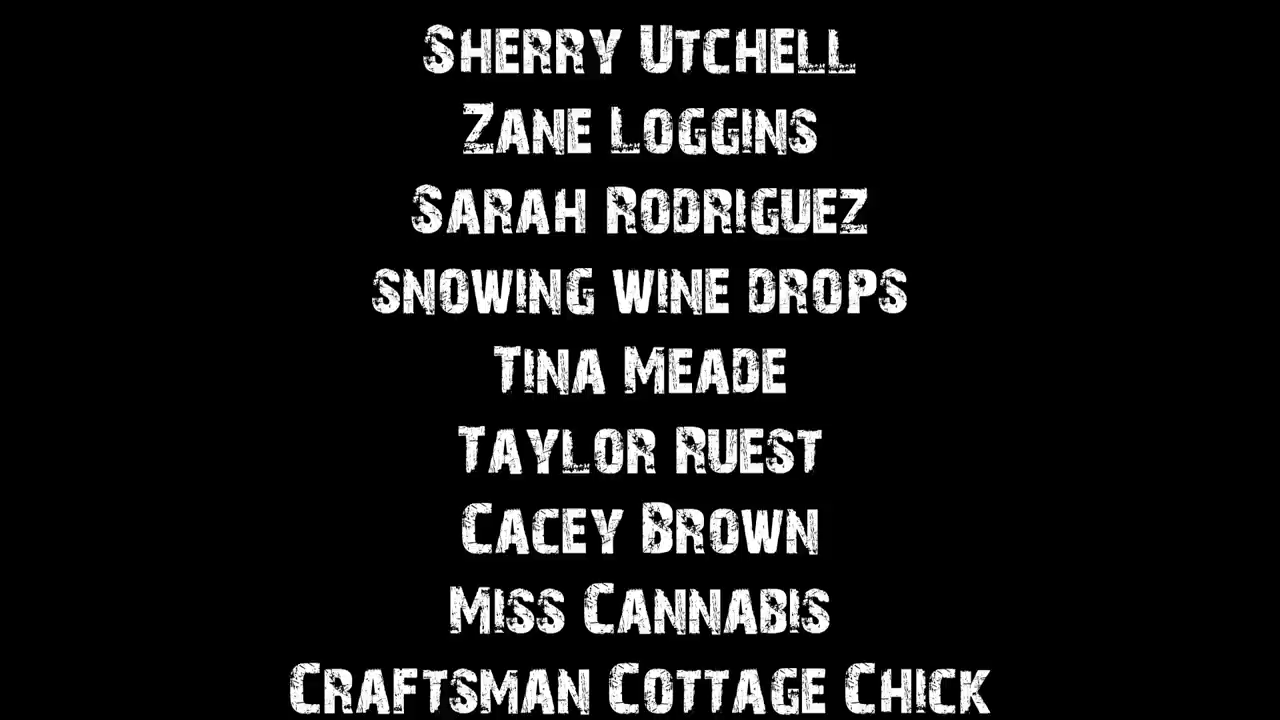 Sherry Utchell
Zane Loggins
Sarah Rodriguez
snowing wine drops
Tina Meade
Taylor Ruest
Cacey Brown
Miss Cannabis
Craftsman Cottage Chick